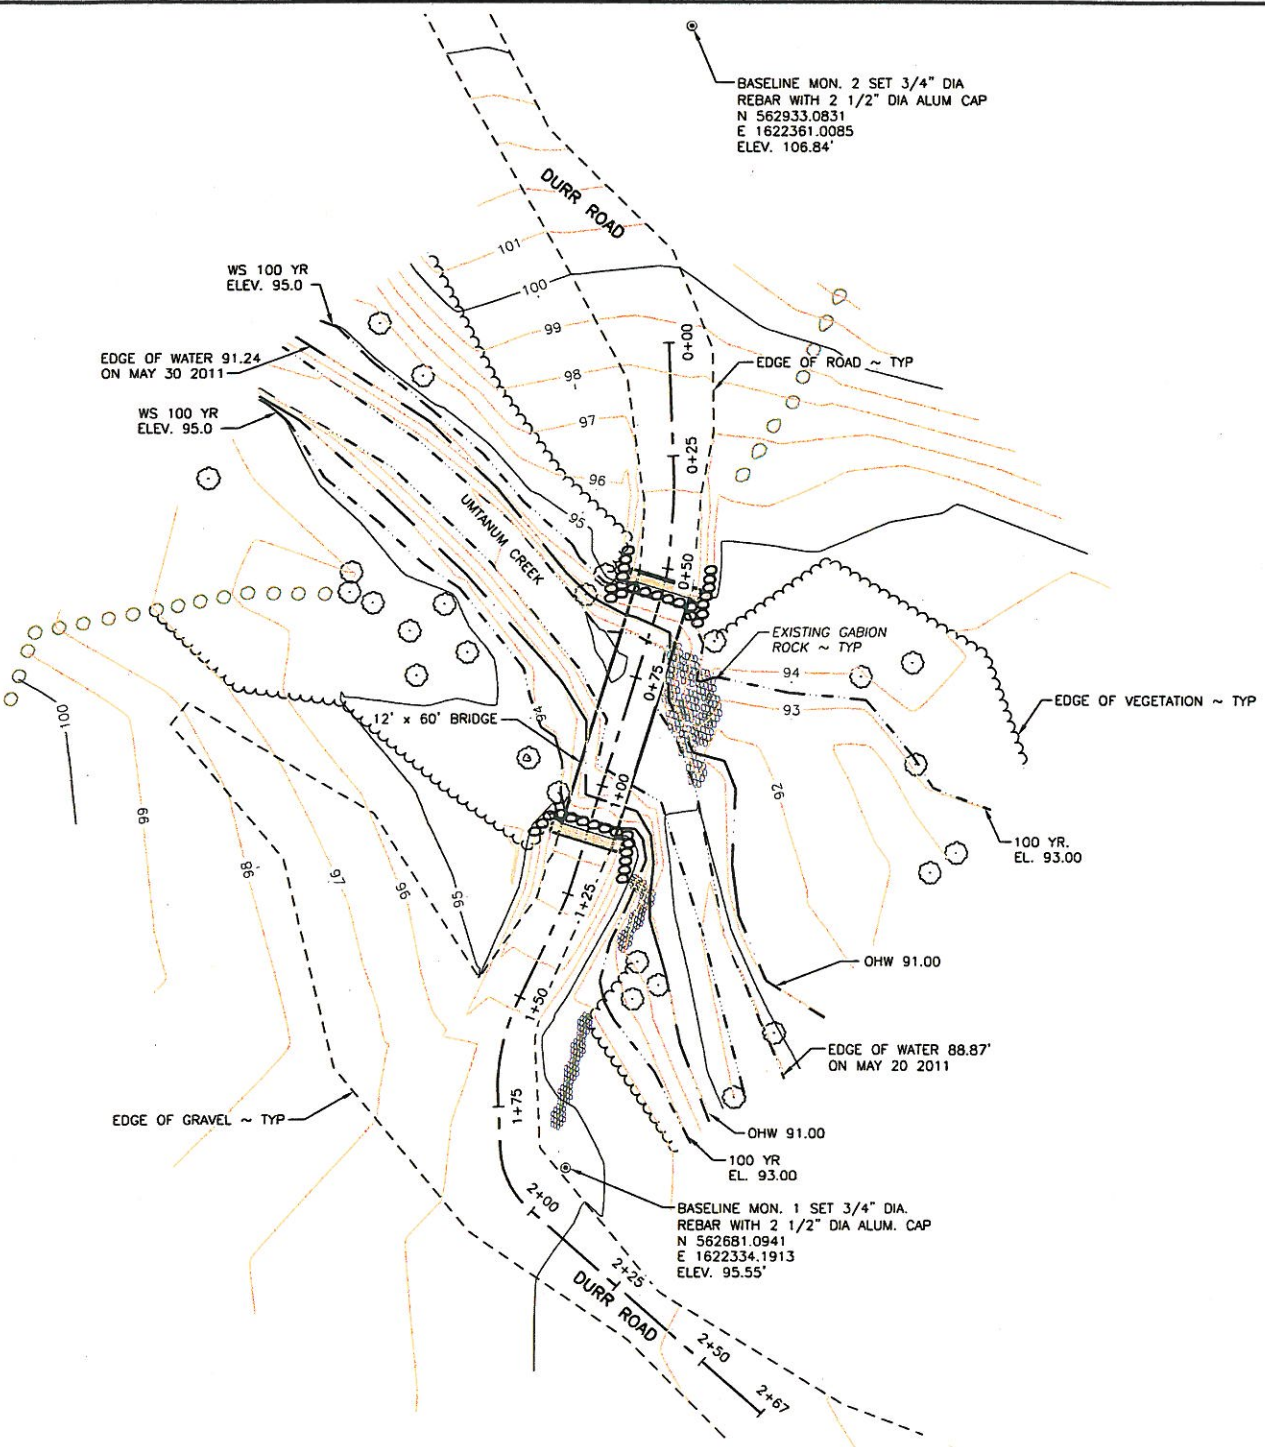 BASELINE MON. 2 SET 3/4" DIA
REBAR WITH 2 1/2" DIA ALUM CAP
N 562933.0831
E 1622361.0085
ELEV. 106.84'
DURR ROAD
101
100
99
98
97
96
95
WS 100 YR
ELEV. 95.0
EDGE OF WATER 91.24
ON MAY 30 2011
WS 100 YR
ELEV. 95.0
0+00
EDGE OF ROAD ~ TYP
0+25
UMTANUM CREEK
0+50
EXISTING GABION
ROCK ~ TYP
94
93
0+75
EDGE OF VEGETATION ~ TYP
100
94
12' x 60' BRIDGE
1+00
92
99
98
97
96
95
100 YR.
EL. 93.00
1+25
OHW 91.00
1+50
EDGE OF WATER 88.87'
ON MAY 20 2011
1+75
EDGE OF GRAVEL ~ TYP
OHW 91.00
100 YR
EL. 93.00
2+00
BASELINE MON. 1 SET 3/4" DIA.
REBAR WITH 2 1/2" DIA ALUM. CAP
N 562681.0941
E 1622334.1913
ELEV. 95.55'
2+25
DURR ROAD
2+50
2+67